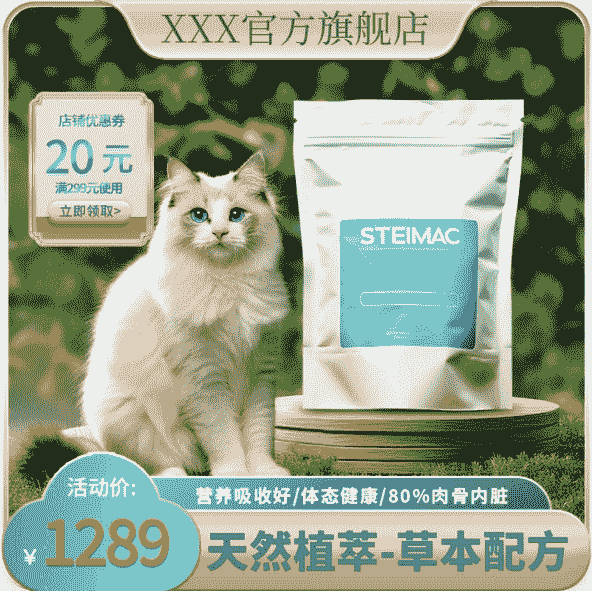 XXX官方旗舰店
店铺优惠券
20元
满299元使用
立即领取>
STEIMAC
活动价:
营养吸收好/体态健康/80%肉骨内脏
¥1289
天然植萃-草本配方